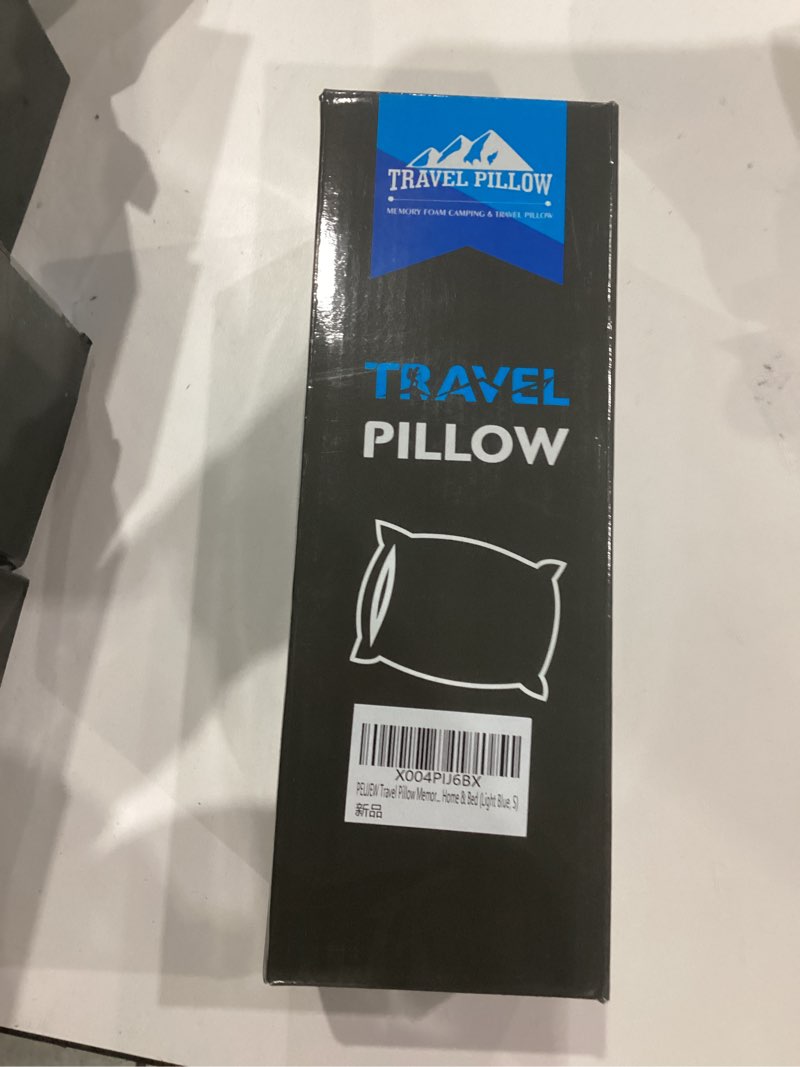 TRAVEL PILLOW
MEMORY FOAM CAMPING & TRAVEL PILLOW
TRAVEL
PILLOW
X004PIJ6BX
PELIJEW Travel Pillow Memor... Home & Bed (Light Blue, S)
新品